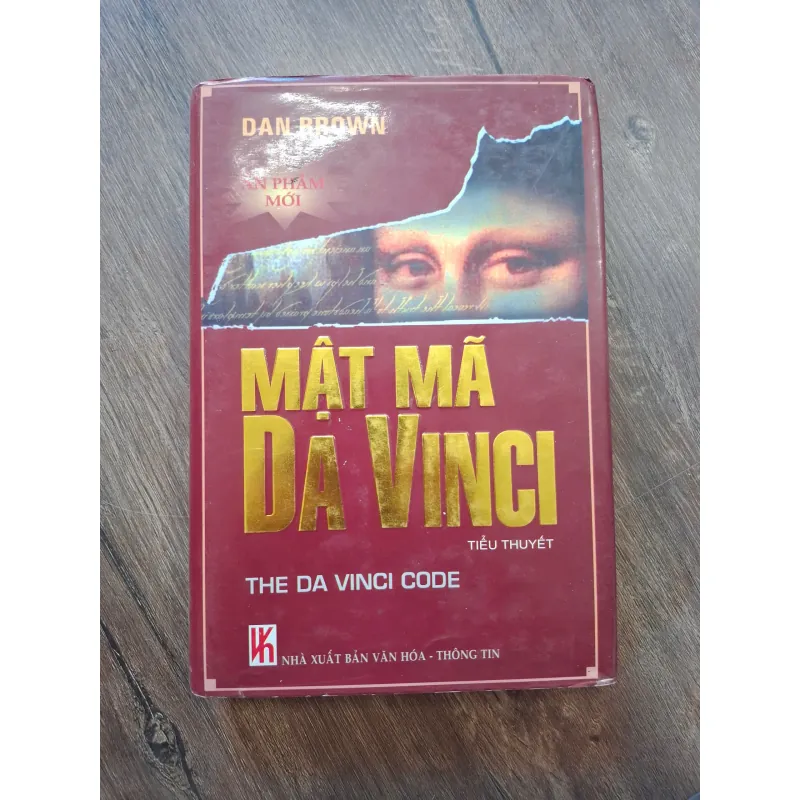 DAN BROWN
ẤN PHẨM
MỚI
MẬT MÃ
DA VINCI
TIỂU THUYẾT
THE DA VINCI CODE
NHÀ XUẤT BẢN VĂN HÓA - THÔNG TIN